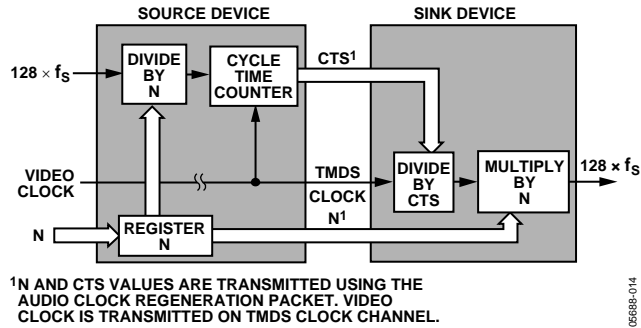 SOURCE DEVICE
SINK DEVICE
128 × fS
DIVIDE
BY
N
CYCLE
TIME
COUNTER
CTS1
VIDEO
CLOCK
TMDS
CLOCK
N1
DIVIDE
BY
CTS
MULTIPLY
BY
N
128 × fS
N
REGISTER
N
1N AND CTS VALUES ARE TRANSMITTED USING THE
AUDIO CLOCK REGENERATION PACKET. VIDEO
CLOCK IS TRANSMITTED ON TMDS CLOCK CHANNEL.
05688-014